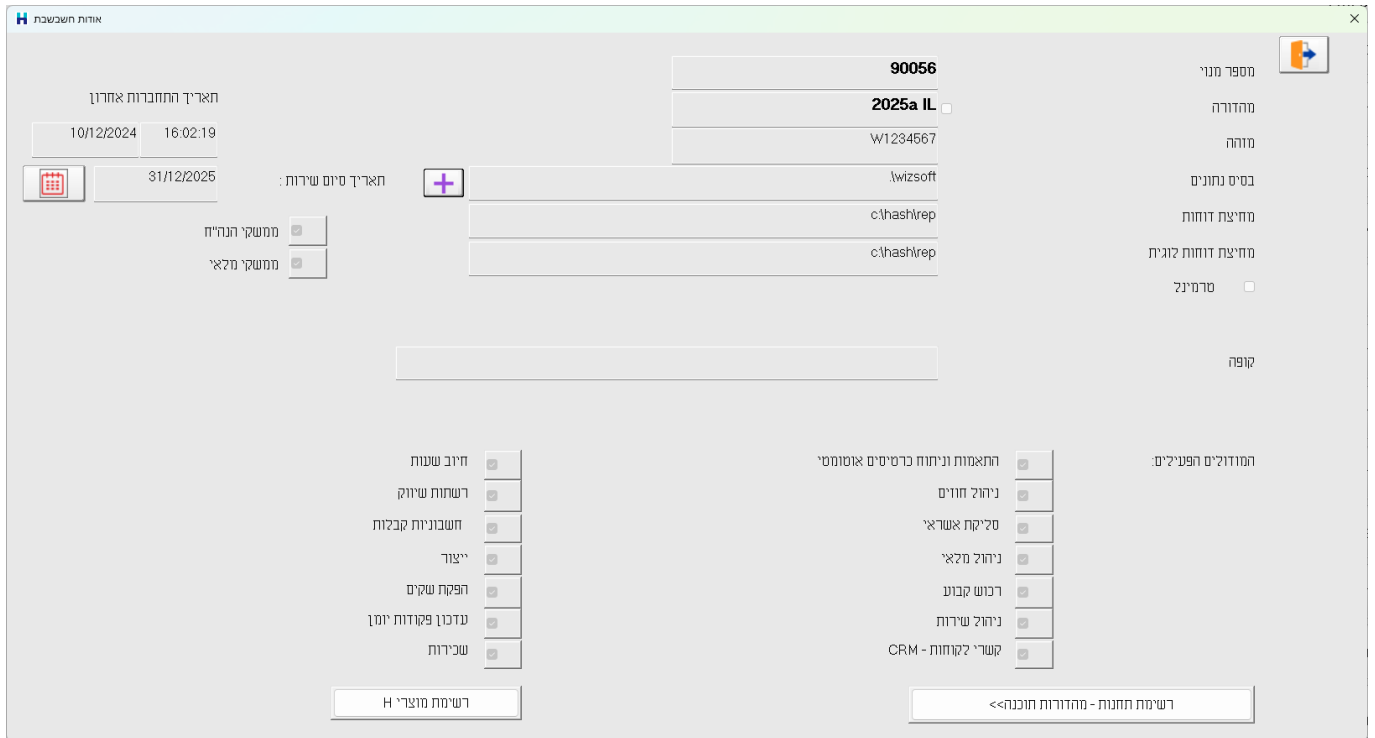 אודות חשבשבת
מספר מנוי
90056
מהדורה
2025a IL
מזהה
W1234567
תאריך התחברות אחרון
16:02:19
10/12/2024
בסיס נתונים
.\wizsoft
תאריך סיום שירות :
31/12/2025
מחיצת דוחות
c:\hash\rep
ממשקי הנה"ח
מחיצת דוחות לוגית
c:\hash\rep
ממשקי מלאי
טרמינל
קופה
המודולים הפעילים:
התאמות וניתוח כרטיסים אוטומטי
חיוב שעות
ניהול חוזים
רשתות שיווק
סליקת אשראי
חשבוניות קבלות
ניהול מלאי
ייצור
רכוש קבוע
הפקת שקים
ניהול שירות
עדכון פקודות יומן
קשרי לקוחות - CRM
שכירות
רשימת תחנות - מהדורות תוכנה>>
רשימת מוצרי H